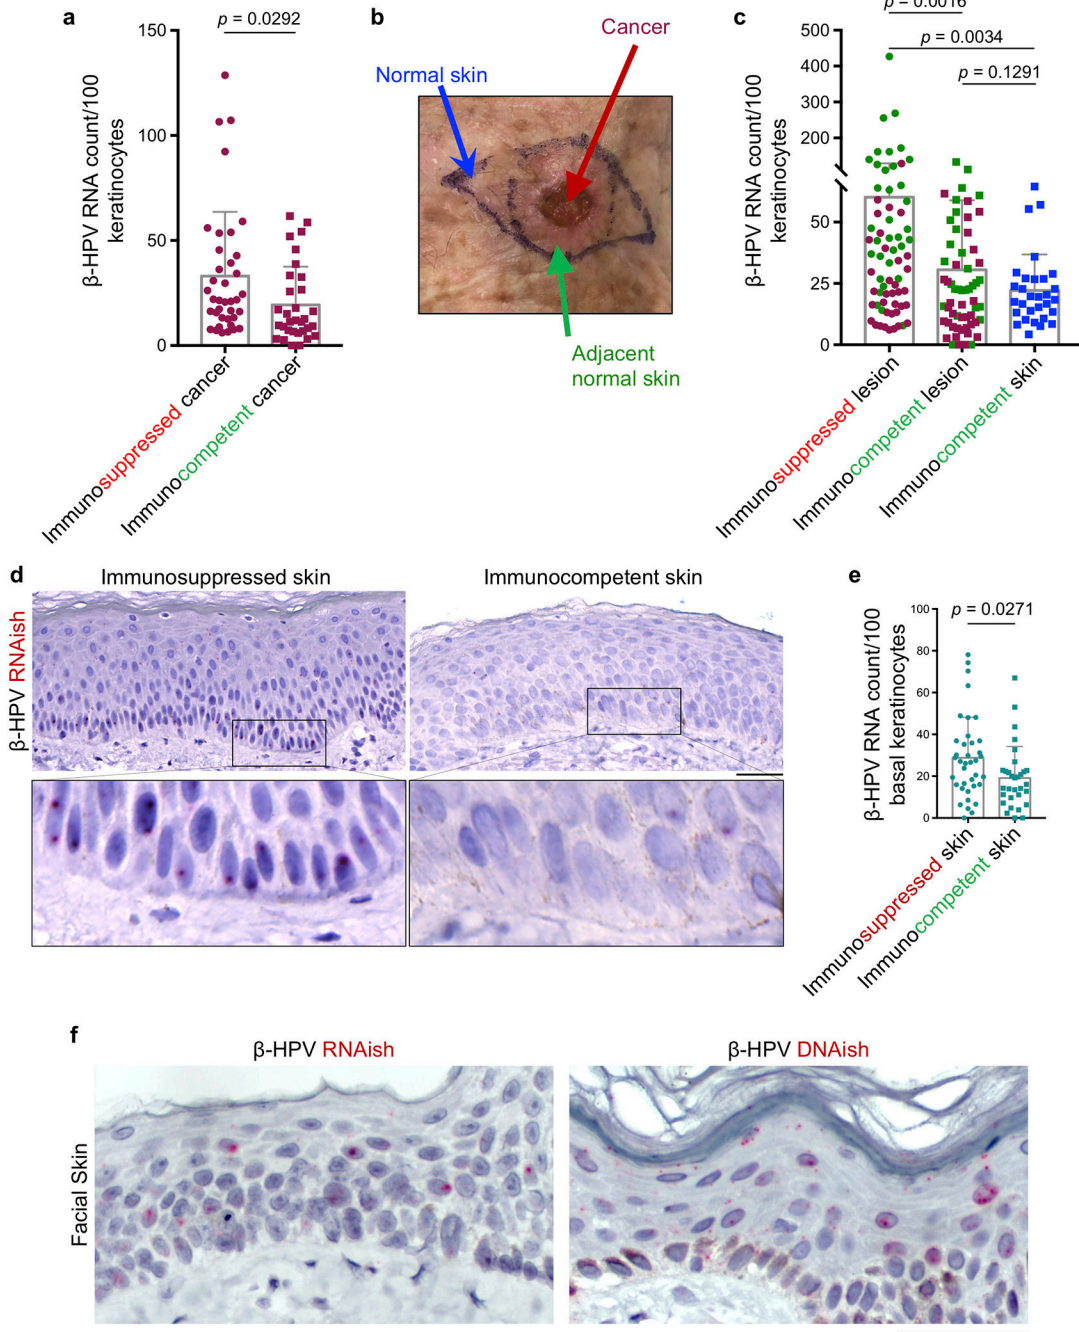 a
p = 0.0292
β-HPV RNA count/100
keratinocytes
150
100
50
0
Immunosuppressed cancer
Immunocompetent cancer
b
Cancer
Normal skin
Adjacent
normal skin
c
p = 0.0016
p = 0.0034
p = 0.1291
β-HPV RNA count/100
keratinocytes
500
400
300
200
50
25
0
Immunosuppressed lesion
Immunocompetent lesion
Immunocompetent skin
d
Immunosuppressed skin
Immunocompetent skin
β-HPV RNAish
e
p = 0.0271
β-HPV RNA count/100
basal keratinocytes
100
80
60
40
20
0
Immunosuppressed skin
Immunocompetent skin
f
β-HPV RNAish
β-HPV DNAish
Facial Skin